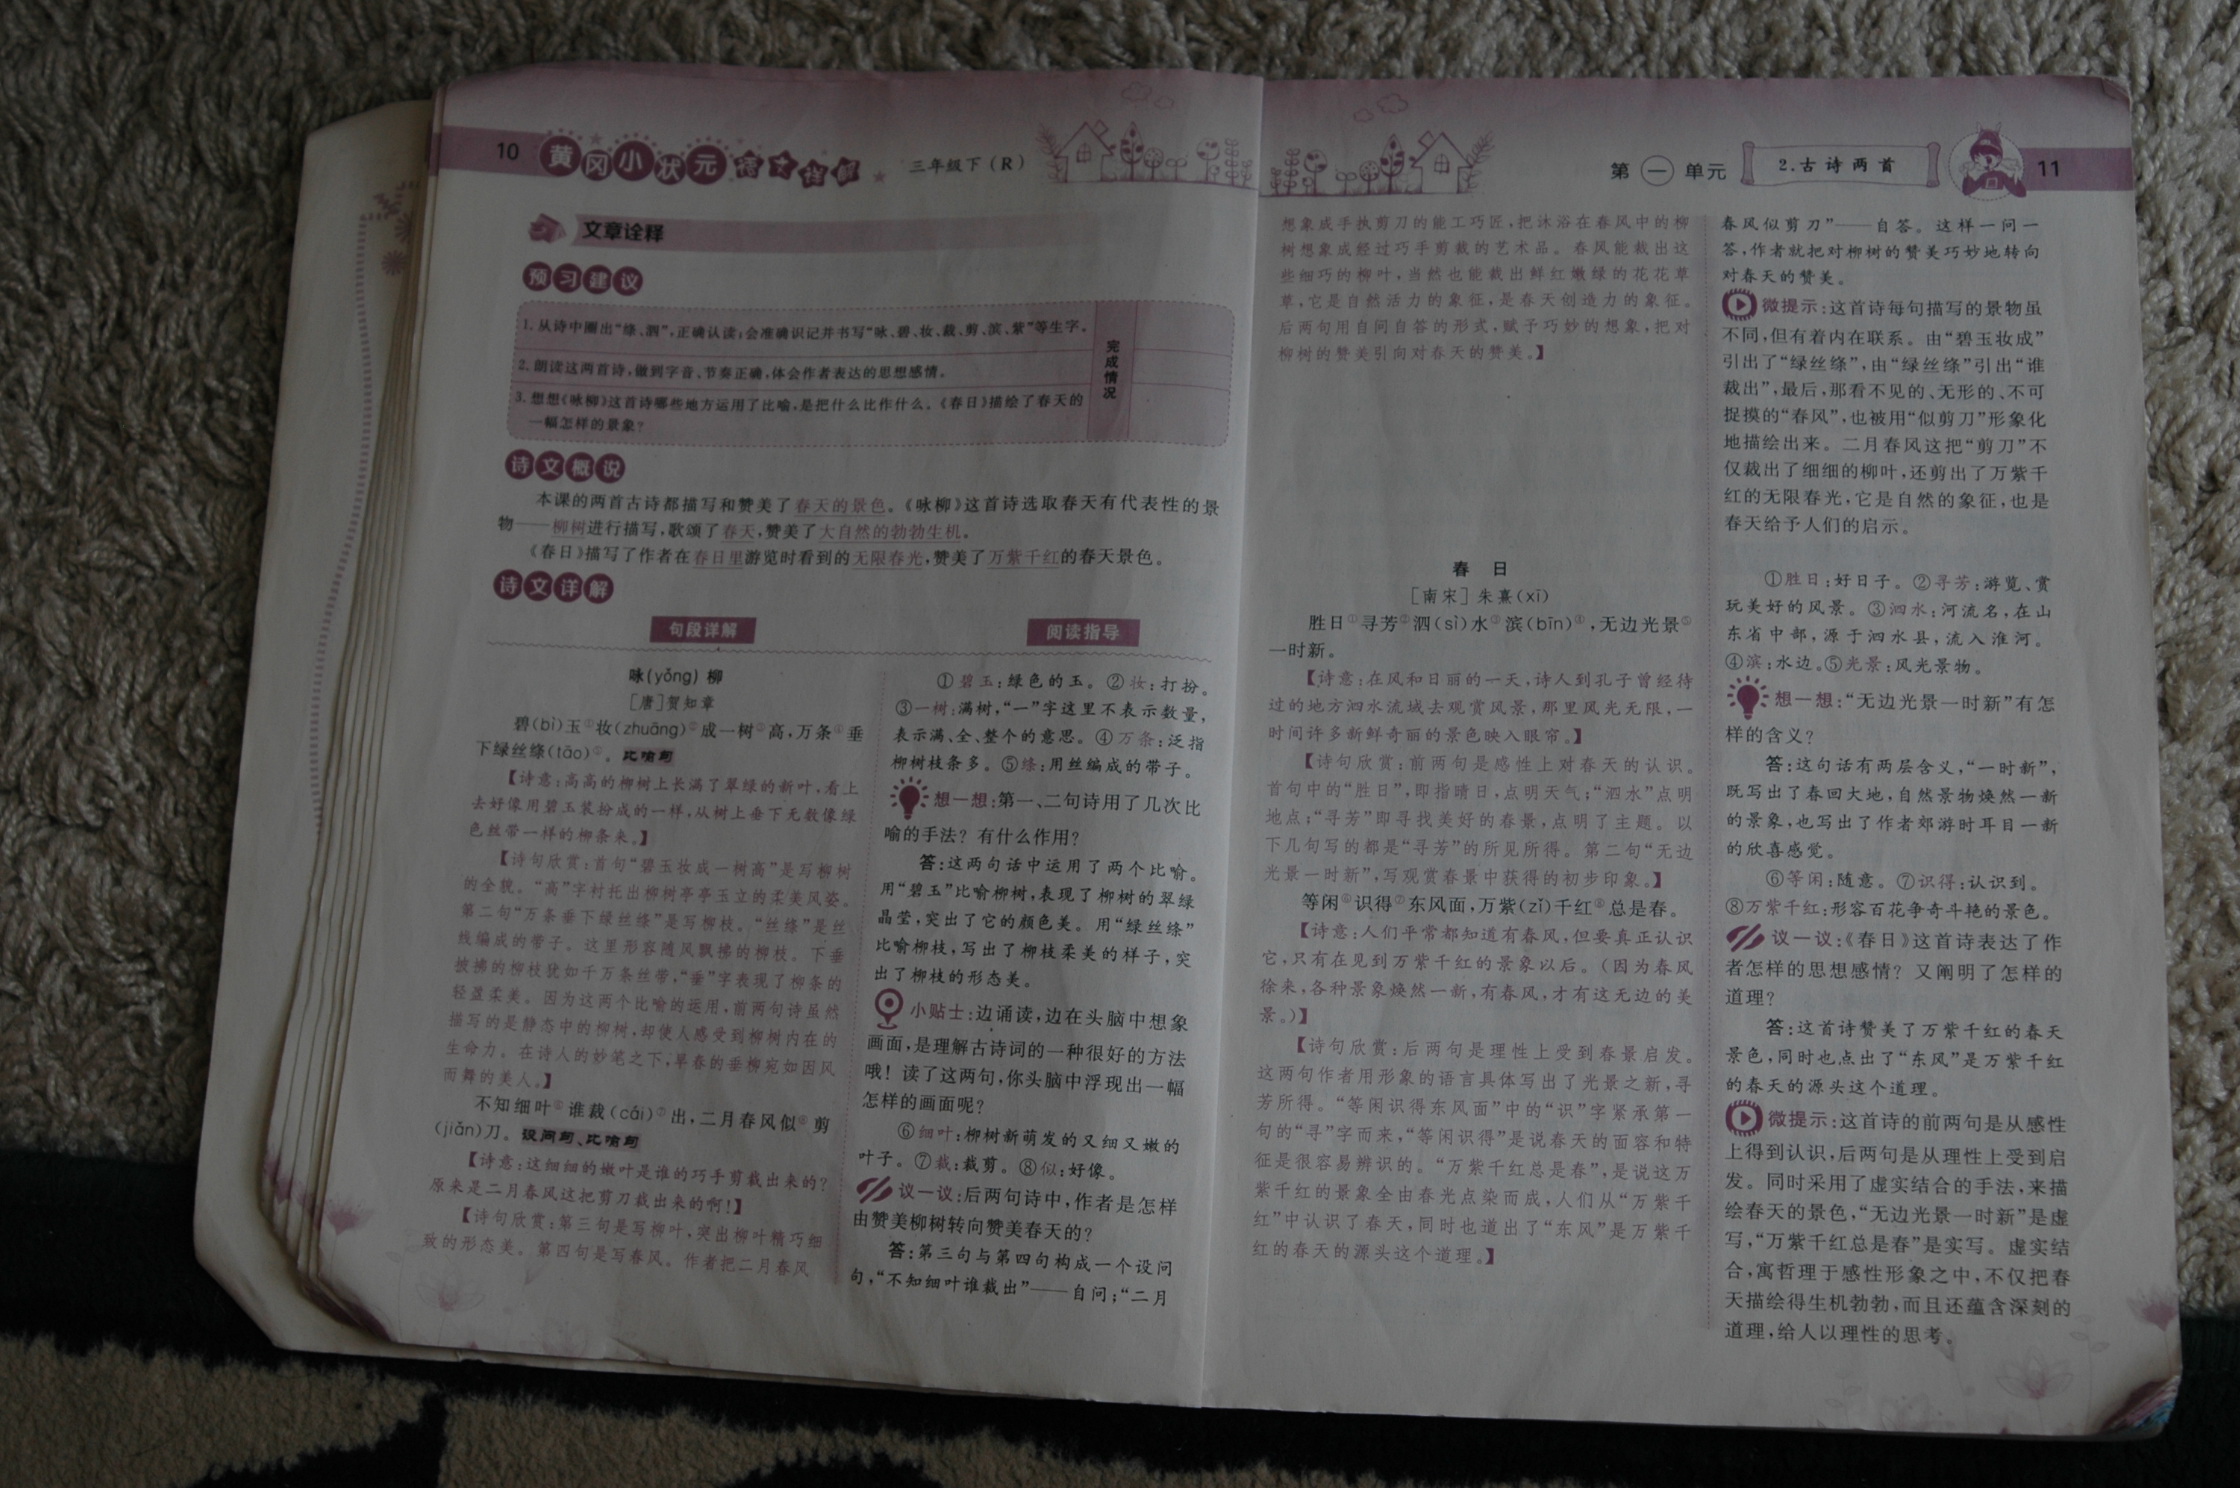 10 黄冈小状元
三年级下(R)
文章诠释
预习建议
完成情况
1. 从诗中圈出“绦、泗”,正确认读;会准确识记并书写“咏、碧、妆、裁、剪、滨、紫”等生字。
2. 朗读这两首诗,做到字音、节奏正确,体会作者表达的思想感情。
3. 想想《咏柳》这首诗哪些地方运用了比喻,是把什么比作什么。《春日》描绘了春天的
一幅怎样的景象?
诗文概说
本课的两首古诗都描写和赞美了春天的景色。《咏柳》这首诗选取春天有代表性的景
物——柳树进行描写,歌颂了春天,赞美了大自然的勃勃生机。
《春日》描写了作者在春日里游览时看到的无限春光,赞美了万紫千红的春天景色。
诗文详解
句段详解
咏(yǒng)柳
[唐]贺知章
碧(bì)玉①妆(zhuāng)②成一树③高,万条④垂
下绿丝绦(tāo)⑤。比喻句
【诗意:高高的柳树上长满了翠绿的新叶,看上
去好像用碧玉装扮成的一样,从树上垂下无数像绿
色丝带一样的柳条来。】
【诗句欣赏:首句“碧玉妆成一树高”是写柳树
的全貌。“高”字衬托出柳树亭亭玉立的柔美风姿。
第二句“万条垂下绿丝绦”是写柳枝。“丝绦”是丝
线编成的带子。这里形容随风飘拂的柳枝。下垂
披拂的柳枝犹如千万条丝带,“垂”字表现了柳条的
轻盈柔美。因为这两个比喻的运用,前两句诗虽然
描写的是静态中的柳树,却使人感受到柳树内在的
生命力。在诗人的妙笔之下,早春的垂柳宛如因风
而舞的美人。】
不知细叶⑥谁裁(cái)⑦出,二月春风似⑧剪
(jiǎn)刀。设问句、比喻句
【诗意:这细细的嫩叶是谁的巧手剪裁出来的?
原来是二月春风这把剪刀裁出来的啊!】
【诗句欣赏:第三句是写柳叶,突出柳叶精巧细
致的形态美。第四句是写春风。作者把二月春风
阅读指导
①碧玉:绿色的玉。②妆:打扮。
③一树:满树,“一”字这里不表示数量,
表示满、全、整个的意思。④万条:泛指
柳树枝条多。⑤绦:用丝编成的带子。
想一想:第一、二句诗用了几次比
喻的手法?有什么作用?
答:这两句话中运用了两个比喻。
用“碧玉”比喻柳树,表现了柳树的翠绿
晶莹,突出了它的颜色美。用“绿丝绦”
比喻柳枝,写出了柳枝柔美的样子,突
出了柳枝的形态美。
小贴士:边诵读,边在头脑中想象
画面,是理解古诗词的一种很好的方法
哦!读了这两句,你头脑中浮现出一幅
怎样的画面呢?
⑥细叶:柳树新萌发的又细又嫩的
叶子。⑦裁:裁剪。⑧似:好像。
议一议:后两句诗中,作者是怎样
由赞美柳树转向赞美春天的?
答:第三句与第四句构成一个设问
句,“不知细叶谁裁出”——自问;“二月
第一单元 2.古诗两首 11
想象成手执剪刀的能工巧匠,把沐浴在春风中的柳
树想象成经过巧手剪裁的艺术品。春风能裁出这
些细巧的柳叶,当然也能裁出鲜红嫩绿的花花草
草,它是自然活力的象征,是春天创造力的象征。
后两句用自问自答的形式,赋予巧妙的想象,把对
柳树的赞美引向对春天的赞美。】
春 日
[南宋]朱熹(xī)
胜日①寻芳②泗(sì)水③滨(bīn)④,无边光景⑤
一时新。
【诗意:在风和日丽的一天,诗人到孔子曾经待
过的地方泗水流域去观赏风景,那里风光无限,一
时间许多新鲜奇丽的景色映入眼帘。】
【诗句欣赏:前两句是感性上对春天的认识。
首句中的“胜日”,即指晴日,点明天气;“泗水”点明
地点;“寻芳”即寻找美好的春景,点明了主题。以
下几句写的都是“寻芳”的所见所得。第二句“无边
光景一时新”,写观赏春景中获得的初步印象。】
等闲⑥识得⑦东风面,万紫(zǐ)千红⑧总是春。
【诗意:人们平常都知道有春风,但要真正认识
它,只有在见到万紫千红的景象以后。(因为春风
徐来,各种景象焕然一新,有春风,才有这无边的美
景。)】
【诗句欣赏:后两句是理性上受到春景启发。
这两句作者用形象的语言具体写出了光景之新,寻
芳所得。“等闲识得东风面”中的“识”字紧承第一
句的“寻”字而来,“等闲识得”是说春天的面容和特
征是很容易辨识的。“万紫千红总是春”,是说这万
紫千红的景象全由春光点染而成,人们从“万紫千
红”中认识了春天,同时也道出了“东风”是万紫千
红的春天的源头这个道理。】
春风似剪刀”——自答。这样一问一
答,作者就把对柳树的赞美巧妙地转向
对春天的赞美。
微提示:这首诗每句描写的景物虽
不同,但有着内在联系。由“碧玉妆成”
引出了“绿丝绦”,由“绿丝绦”引出“谁
裁出”,最后,那看不见的、无形的、不可
捉摸的“春风”,也被用“似剪刀”形象化
地描绘出来。二月春风这把“剪刀”不
仅裁出了细细的柳叶,还剪出了万紫千
红的无限春光,它是自然的象征,也是
春天给予人们的启示。
①胜日:好日子。②寻芳:游览、赏
玩美好的风景。③泗水:河流名,在山
东省中部,源于泗水县,流入淮河。
④滨:水边。⑤光景:风光景物。
想一想:“无边光景一时新”有怎
样的含义?
答:这句话有两层含义,“一时新”,
既写出了春回大地,自然景物焕然一新
的景象,也写出了作者郊游时耳目一新
的欣喜感觉。
⑥等闲:随意。⑦识得:认识到。
⑧万紫千红:形容百花争奇斗艳的景色。
议一议:《春日》这首诗表达了作
者怎样的思想感情?又阐明了怎样的
道理?
答:这首诗赞美了万紫千红的春天
景色,同时也点出了“东风”是万紫千红
的春天的源头这个道理。
微提示:这首诗的前两句是从感性
上得到认识,后两句是从理性上受到启
发。同时采用了虚实结合的手法,来描
绘春天的景色,“无边光景一时新”是虚
写,“万紫千红总是春”是实写。虚实结
合,寓哲理于感性形象之中,不仅把春
天描绘得生机勃勃,而且还蕴含深刻的
道理,给人以理性的思考。